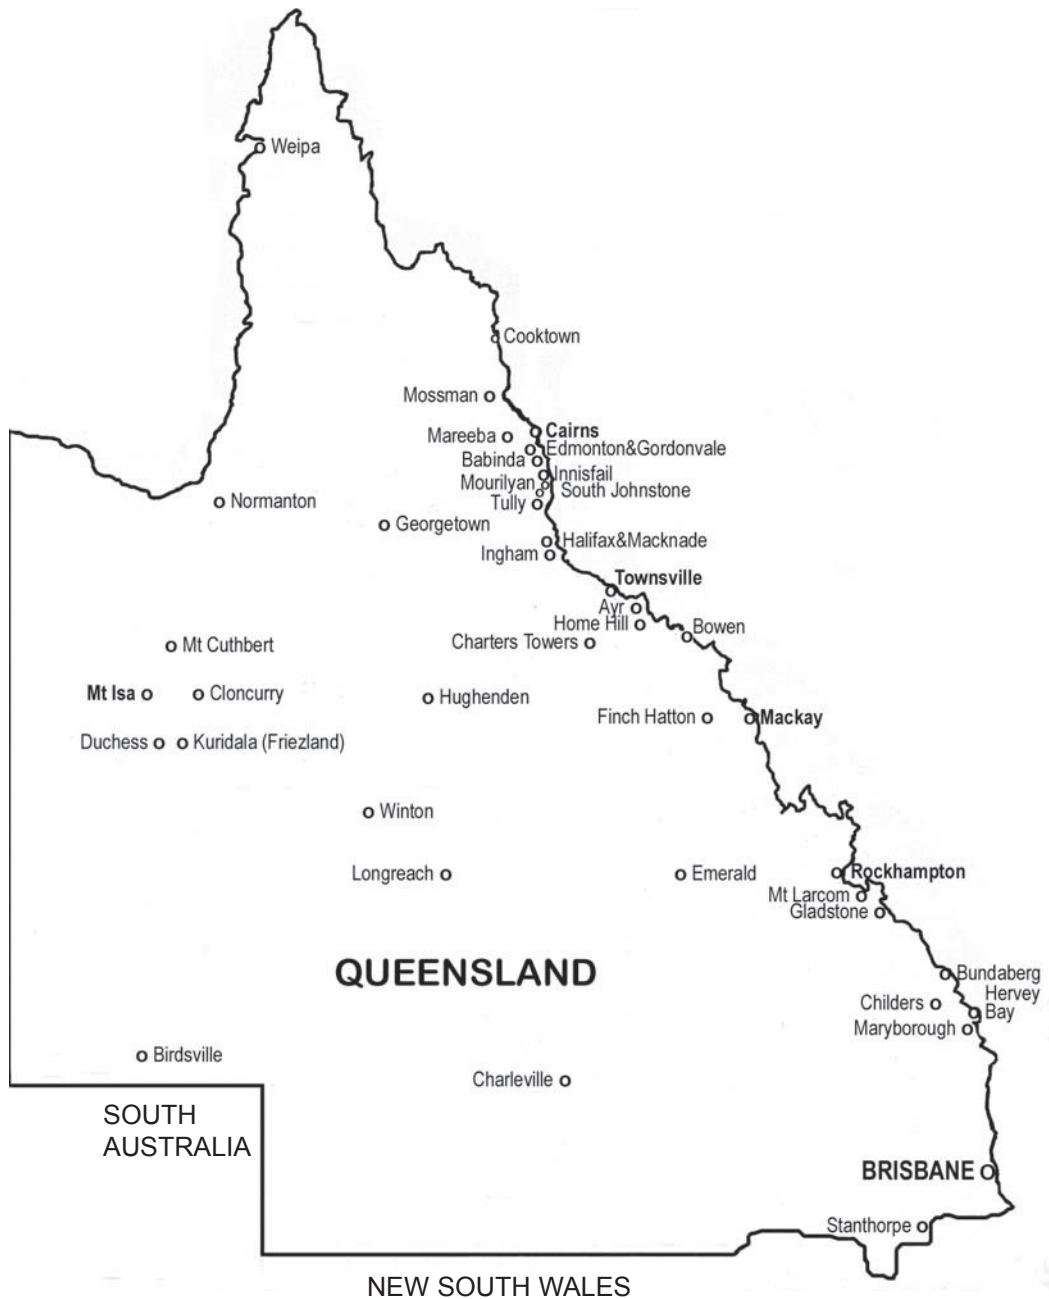 Weipa
Cooktown
Mossman
Cairns
Mareeba
Edmonton&Gordonvale
Babinda
Innisfail
Mourilyan
South Johnstone
Normanton
Tully
Georgetown
Halifax&Macknade
Ingham
Townsville
Ayr
Home Hill
Bowen
Charters Towers
Mt Cuthbert
Mt Isa
Cloncurry
Hughenden
Finch Hatton
Mackay
Duchess
Kuridala (Friezland)
Winton
Longreach
Emerald
Rockhampton
Mt Larcom
Gladstone
QUEENSLAND
Bundaberg
Hervey
Bay
Childers
Maryborough
Birdsville
Charleville
SOUTH
AUSTRALIA
BRISBANE
Stanthorpe
NEW SOUTH WALES